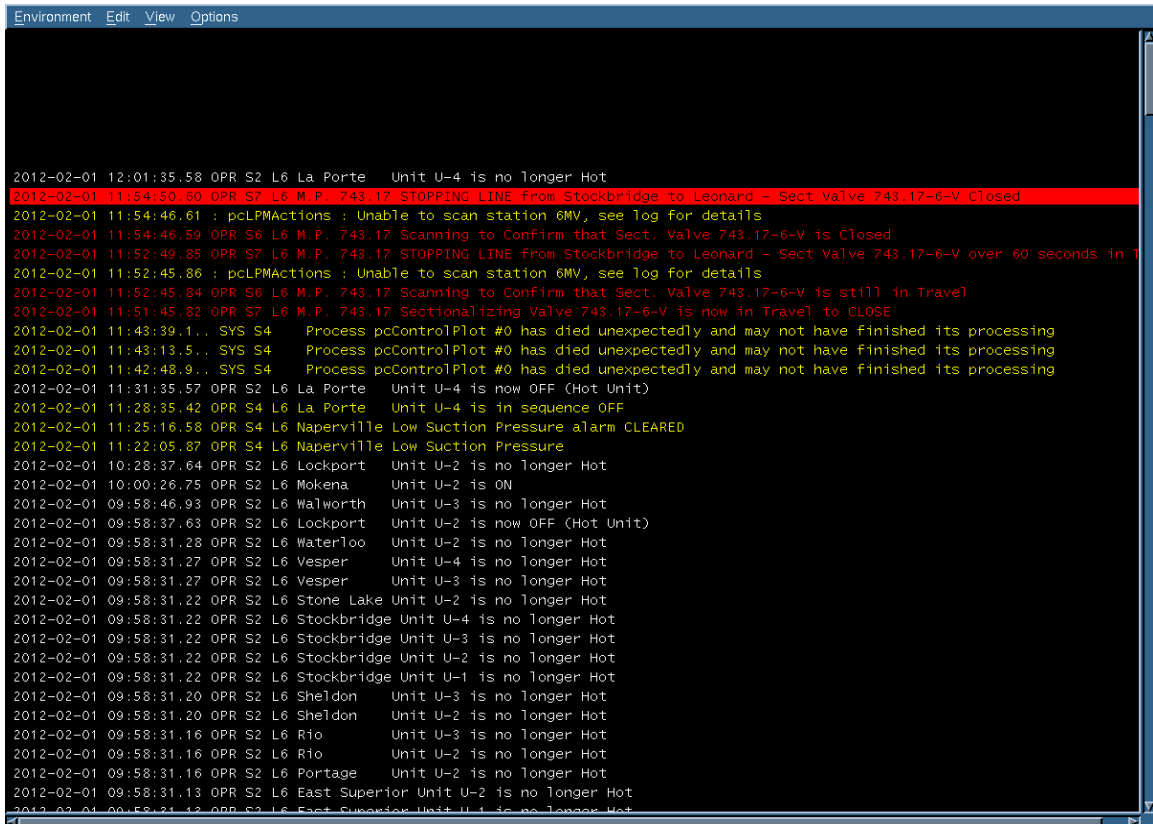 Environment Edit View Options
2012-02-01 12:01:35.58 OPR S2 L6 La Porte Unit U-4 is no longer Hot
2012-02-01 11:54:50.60 OPR S7 L6 M.P. 743.17 STOPPING LINE from Stockbridge to Leonard - Sect Valve 743.17-6-V Closed
2012-02-01 11:54:46.61 : pcLPMActions : Unable to scan station 6MV, see log for details
2012-02-01 11:54:46.59 OPR S6 L6 M.P. 743.17 Scanning to Confirm that Sect. Valve 743.17-6-V is Closed
2012-02-01 11:52:49.85 OPR S7 L6 M.P. 743.17 STOPPING LINE from Stockbridge to Leonard - Sect Valve 743.17-6-V over 60 seconds in T
2012-02-01 11:52:45.86 : pcLPMActions : Unable to scan station 6MV, see log for details
2012-02-01 11:52:45.84 OPR S6 L6 M.P. 743.17 Scanning to Confirm that Sect. Valve 743.17-6-V is still in Travel
2012-02-01 11:51:45.82 OPR S7 L6 M.P. 743.17 Sectionalizing Valve 743.17-6-V is now in Travel to CLOSE
2012-02-01 11:43:39.1.. SYS S4 Process pcControlPlot #0 has died unexpectedly and may not have finished its processing
2012-02-01 11:43:13.5.. SYS S4 Process pcControlPlot #0 has died unexpectedly and may not have finished its processing
2012-02-01 11:42:48.9.. SYS S4 Process pcControlPlot #0 has died unexpectedly and may not have finished its processing
2012-02-01 11:31:35.57 OPR S2 L6 La Porte Unit U-4 is now OFF (Hot Unit)
2012-02-01 11:28:35.42 OPR S4 L6 La Porte Unit U-4 is in sequence OFF
2012-02-01 11:25:16.58 OPR S4 L6 Naperville Low Suction Pressure alarm CLEARED
2012-02-01 11:22:05.87 OPR S4 L6 Naperville Low Suction Pressure
2012-02-01 10:28:37.64 OPR S2 L6 Lockport Unit U-2 is no longer Hot
2012-02-01 10:00:26.75 OPR S2 L6 Mokena Unit U-2 is ON
2012-02-01 09:58:46.93 OPR S2 L6 Walworth Unit U-3 is no longer Hot
2012-02-01 09:58:37.63 OPR S2 L6 Lockport Unit U-2 is now OFF (Hot Unit)
2012-02-01 09:58:31.28 OPR S2 L6 Waterloo Unit U-2 is no longer Hot
2012-02-01 09:58:31.27 OPR S2 L6 Vesper Unit U-4 is no longer Hot
2012-02-01 09:58:31.27 OPR S2 L6 Vesper Unit U-3 is no longer Hot
2012-02-01 09:58:31.22 OPR S2 L6 Stone Lake Unit U-2 is no longer Hot
2012-02-01 09:58:31.22 OPR S2 L6 Stockbridge Unit U-4 is no longer Hot
2012-02-01 09:58:31.22 OPR S2 L6 Stockbridge Unit U-3 is no longer Hot
2012-02-01 09:58:31.22 OPR S2 L6 Stockbridge Unit U-2 is no longer Hot
2012-02-01 09:58:31.22 OPR S2 L6 Stockbridge Unit U-1 is no longer Hot
2012-02-01 09:58:31.20 OPR S2 L6 Sheldon Unit U-3 is no longer Hot
2012-02-01 09:58:31.20 OPR S2 L6 Sheldon Unit U-2 is no longer Hot
2012-02-01 09:58:31.16 OPR S2 L6 Rio Unit U-3 is no longer Hot
2012-02-01 09:58:31.16 OPR S2 L6 Rio Unit U-2 is no longer Hot
2012-02-01 09:58:31.16 OPR S2 L6 Portage Unit U-2 is no longer Hot
2012-02-01 09:58:31.13 OPR S2 L6 East Superior Unit U-2 is no longer Hot
2012-02-01 09:58:31.13 OPR S2 L6 East Superior Unit U-1 is no longer Hot